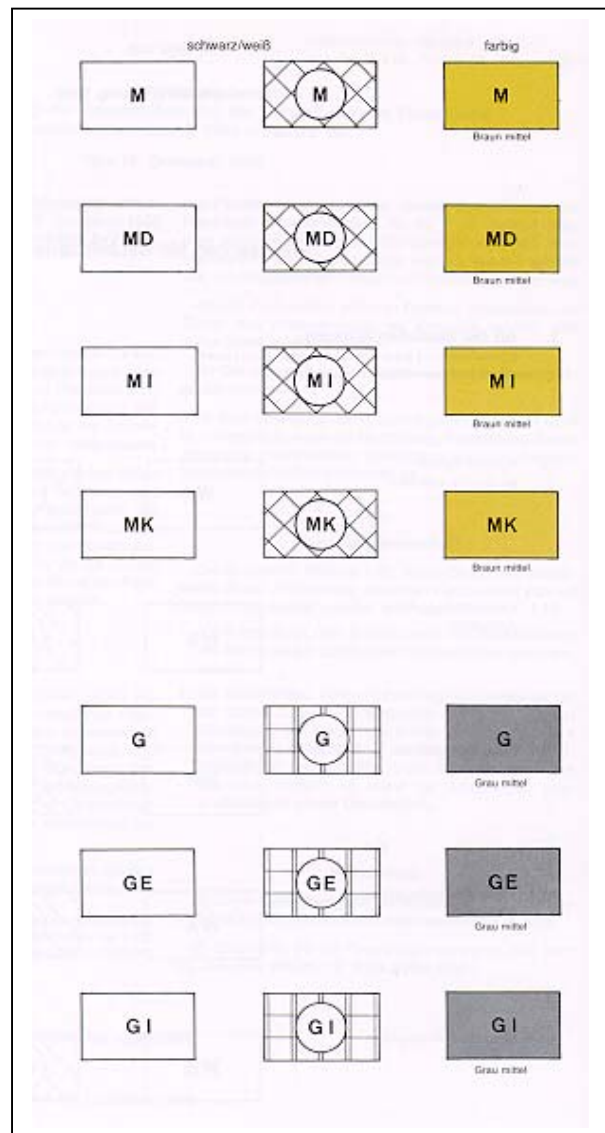 schwarz/weiß farbig
M M M
Braun mittel
MD MD MD
Braun mittel
MI MI MI
Braun mittel
MK MK MK
Braun mittel
G G G
Grau mittel
GE GE GE
Grau mittel
GI GI GI
Grau mittel